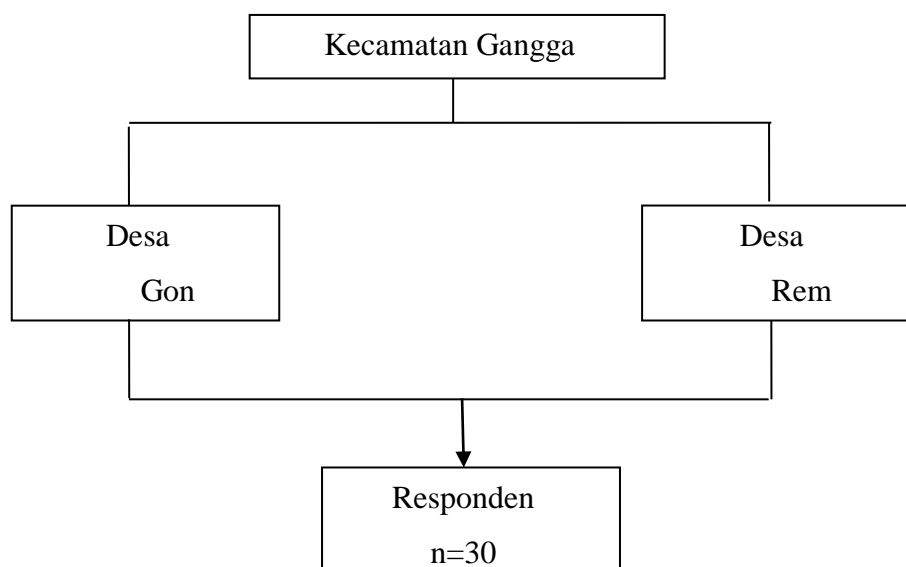 Kecamatan Gangga
Desa
Gon
Desa
Rem
Responden
n=30